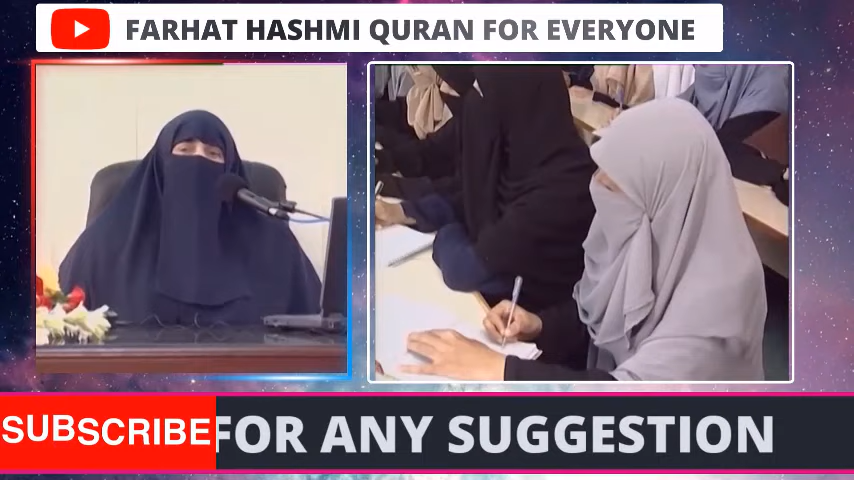 FARHAT HASHMI QURAN FOR EVERYONE
SUBSCRIBE FOR ANY SUGGESTION